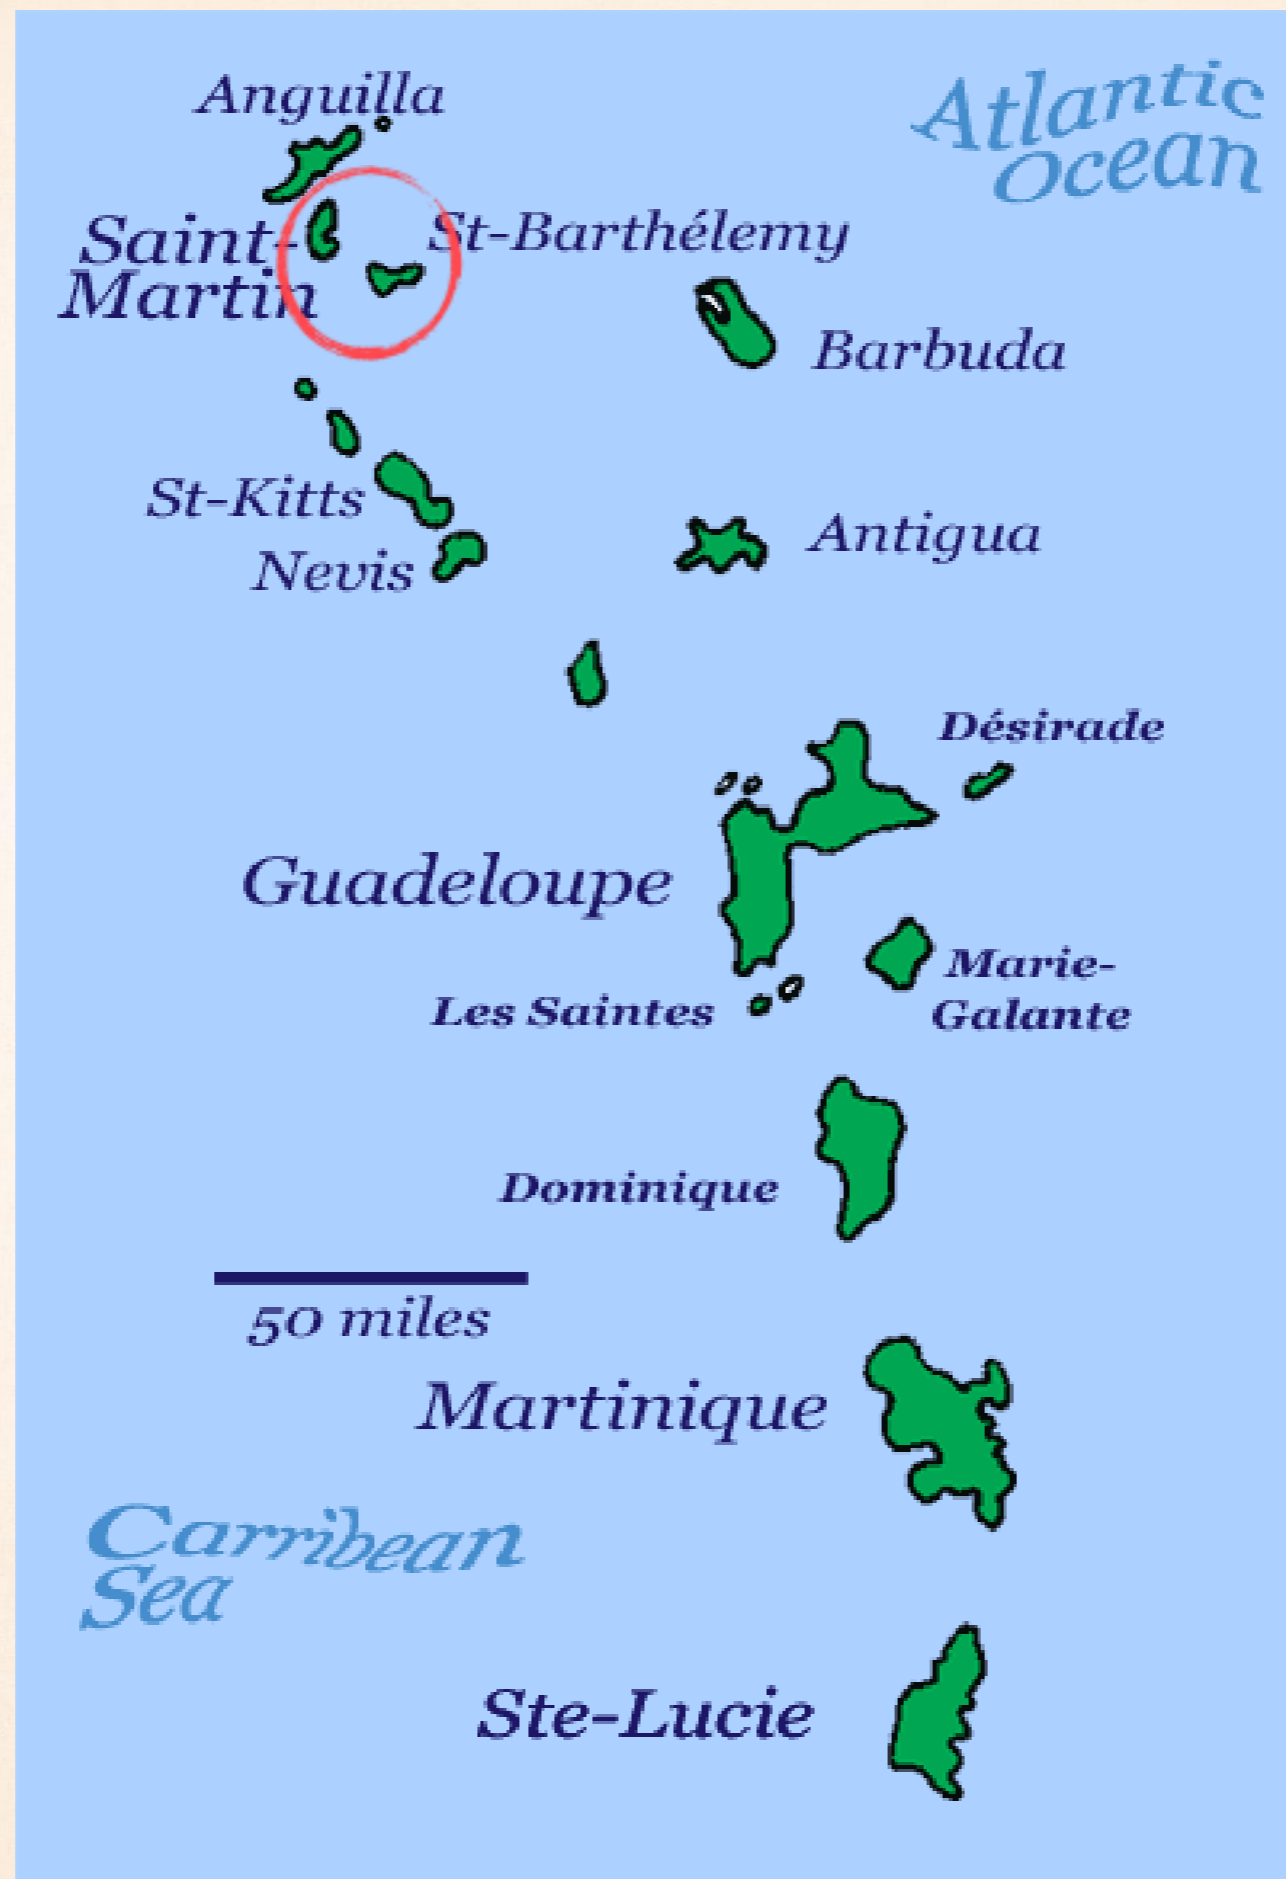 Anguilla
Atlantic
Ocean
Saint-
Martin
St-Barthélemy
Barbuda
St-Kitts
Nevis
Antigua
Désirade
Guadeloupe
Marie-
Galante
Les Saintes
Dominique
50 miles
Martinique
Carribean
Sea
Ste-Lucie